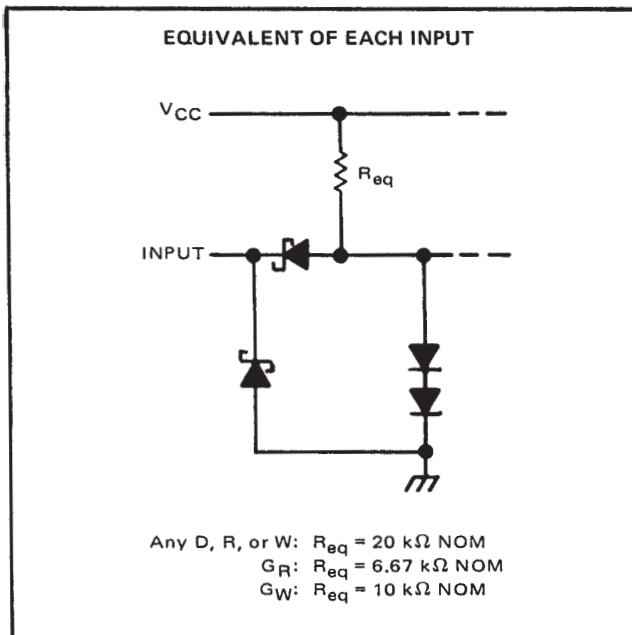 EQUIVALENT OF EACH INPUT
VCC
Req
INPUT
Any D, R, or W: Req = 20 kΩ NOM
GR: Req = 6.67 kΩ NOM
GW: Req = 10 kΩ NOM